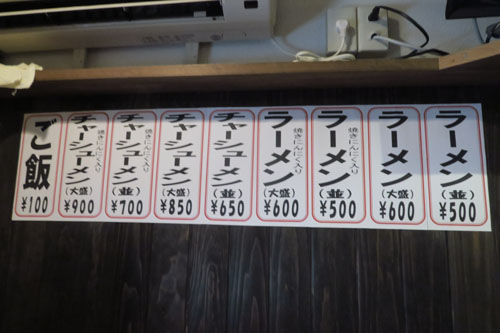 ラーメン
(並)
¥500
ラーメン
(大盛)
¥600
ラーメン
焼きにんにく入り
(並)
¥500
ラーメン
焼きにんにく入り
(大盛)
¥600
チャーシューメン
(並)
¥650
チャーシューメン
(大盛)
¥850
チャーシューメン
焼きにんにく入り
(並)
¥700
チャーシューメン
焼きにんにく入り
(大盛)
¥900
ご飯
¥100